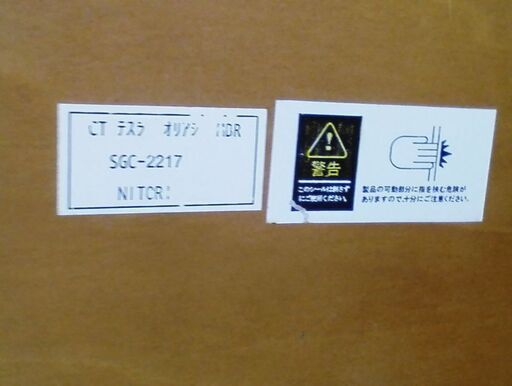 CT テスラ オリアシ MBR
SGC-2217
NITORI
警告
このシールは剥さず
にご使用ください。
製品の可動部分に指を挟む危険が
ありますので、十分にご注意ください。